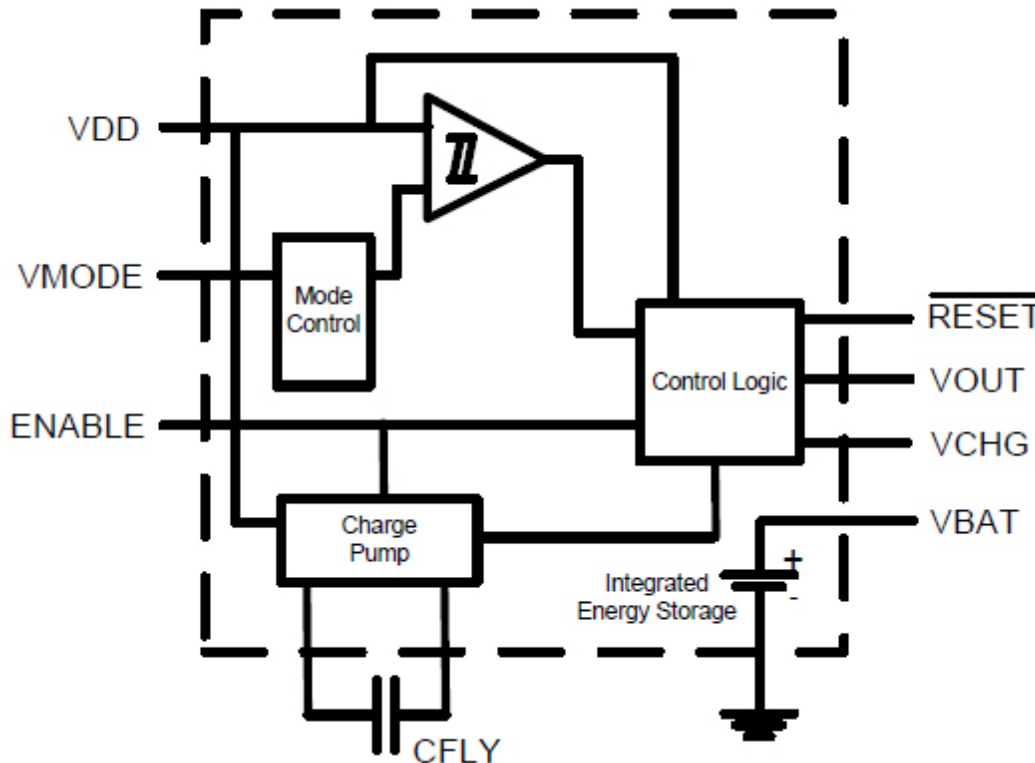 VDD
VMODE
Mode
Control
ENABLE
Control Logic
RESET
VOUT
VCHG
VBAT
Charge
Pump
Integrated
Energy Storage
+
-
CFLY